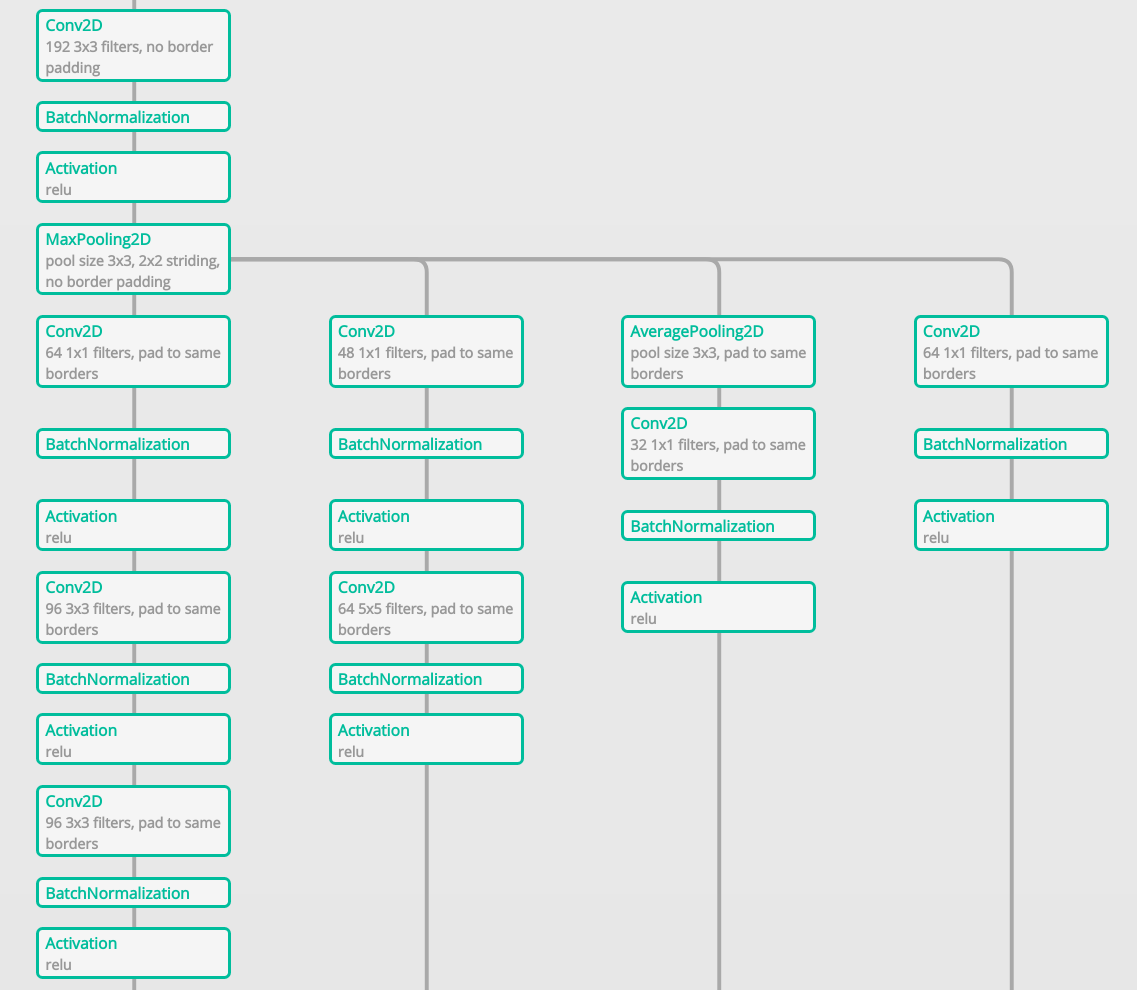 Conv2D
192 3x3 filters, no border
padding
BatchNormalization
Activation
relu
MaxPooling2D
pool size 3x3, 2x2 striding,
no border padding
Conv2D
64 1x1 filters, pad to same
borders
BatchNormalization
Activation
relu
Conv2D
96 3x3 filters, pad to same
borders
BatchNormalization
Activation
relu
Conv2D
96 3x3 filters, pad to same
borders
BatchNormalization
Activation
relu
Conv2D
48 1x1 filters, pad to same
borders
BatchNormalization
Activation
relu
Conv2D
64 5x5 filters, pad to same
borders
BatchNormalization
Activation
relu
AveragePooling2D
pool size 3x3, pad to same
borders
Conv2D
32 1x1 filters, pad to same
borders
BatchNormalization
Activation
relu
Conv2D
64 1x1 filters, pad to same
borders
BatchNormalization
Activation
relu